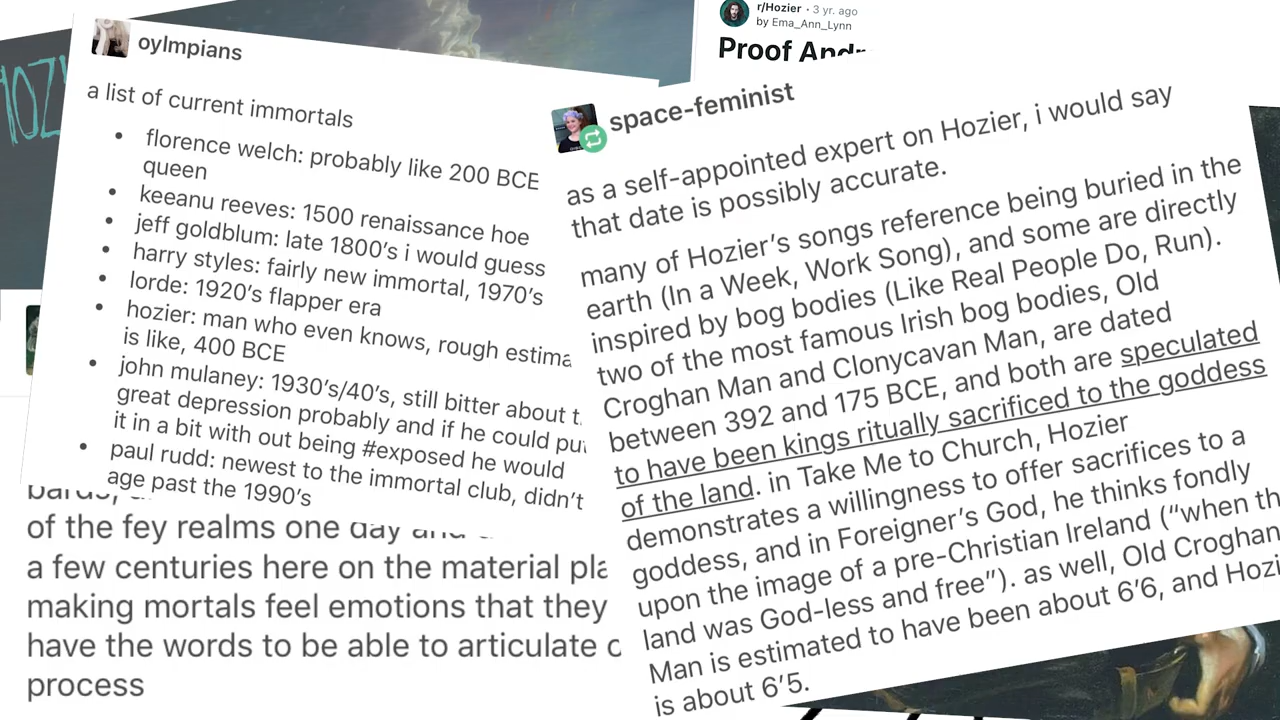 r/Hozier • 3 yr. ago
by Ema_Ann_Lynn
Proof
HOZ
oylmpians
a list of current immortals
• florence welch: probably like 200 BCE
queen
• keeanu reeves: 1500 renaissance hoe
• jeff goldblum: late 1800's i would guess
• harry styles: fairly new immortal, 1970's
• lorde: 1920's flapper era
• hozier: man who even knows, rough estima
is like, 400 BCE
• john mulaney: 1930's/40's, still bitter about t
great depression probably and if he could put
it in a bit with out being #exposed he would
• paul rudd: newest to the immortal club, didn't
age past the 1990's
space-feminist
as a self-appointed expert on Hozier, i would say
that date is possibly accurate.
many of Hozier's songs reference being buried in the
earth (In a Week, Work Song), and some are directly
inspired by bog bodies (Like Real People Do, Run).
two of the most famous Irish bog bodies, Old
Croghan Man and Clonycavan Man, are dated
between 392 and 175 BCE, and both are speculated
to have been kings ritually sacrificed to the goddess
of the land. in Take Me to Church, Hozier
demonstrates a willingness to offer sacrifices to a
goddess, and in Foreigner's God, he thinks fondly
upon the image of a pre-Christian Ireland ("when th
land was God-less and free"). as well, Old Croghan
Man is estimated to have been about 6'6, and Hozi
is about 6'5.
bards,
of the fey realms one day and
a few centuries here on the material pla
making mortals feel emotions that they
have the words to be able to articulate o
process